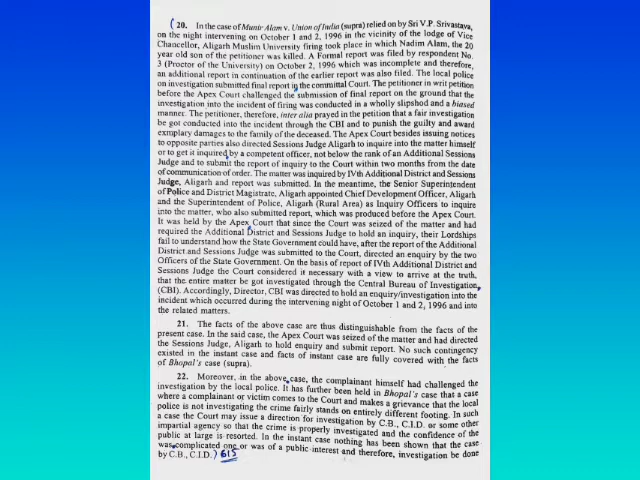 (20. In the case of Munir Alam v. Union of India (supra) relied on by Sri V.P. Srivastava,
on the night intervening on October 1 and 2, 1996 in the vicinity of the lodge of Vice
Chancellor, Aligarh Muslim University firing took place in which Nadim Alam, the 20
year old son of the petitioner was killed. A Formal report was filed by respondent No.
3 (Proctor of the University) on October 2, 1996 which was incomplete and therefore,
an additional report in continuation of the earlier report was also filed. The local police
on investigation submitted final report in the committal Court. The petitioner in writ petition
before the Apex Court challenged the submission of final report on the ground that the
investigation into the incident of firing was conducted in a wholly slipshod and a biased
manner. The petitioner, therefore, inter alia prayed in the petition that a fair investigation
be got conducted into the incident through the CBI and to punish the guilty and award
exmplary damages to the family of the deceased. The Apex Court besides issuing notices
to opposite parties also directed Sessions Judge Aligarh to inquire into the matter himself
or to get it inquired by a competent officer, not below the rank of an Additional Sessions
Judge and to submit the report of inquiry to the Court within two months from the date
of communication of order. The matter was inquired by IVth Additional District and Sessions
Judge, Aligarh and report was submitted. In the meantime, the Senior Superintendent
of Police and District Magistrate, Aligarh appointed Chief Development Officer, Aligarh
and the Superintendent of Police, Aligarh (Rural Area) as Inquiry Officers to inquire
into the matter, who also submitted report, which was produced before the Apex Court.
It was held by the Apex Court that since the Court was seized of the matter and had
required the Additional District and Sessions Judge to hold an inquiry, their Lordships
fail to understand how the State Government could have, after the report of the Additional
District and Sessions Judge was submitted to the Court, directed an enquiry by the two
Officers of the State Government. On the basis of report of IVth Additional District and
Sessions Judge the Court considered it necessary with a view to arrive at the truth,
that the entire matter be got investigated through the Central Bureau of Investigation,
(CBI). Accordingly, Director, CBI was directed to hold an enquiry/investigation into the
incident which occurred during the intervening night of October 1 and 2, 1996 and into
the related matters.
21. The facts of the above case are thus distinguishable from the facts of the
present case. In the said case, the Apex Court was seized of the matter and had directed
the Sessions Judge, Aligarh to hold enquiry and submit report. No such contingency
existed in the instant case and facts of instant case are fully covered with the facts
of Bhopal's case (supra).
22. Moreover, in the above case, the complainant himself had challenged the
investigation by the local police. It has further been held in Bhopal's case that a case
where a complainant or victim comes to the Court and makes a grievance that the local
police is not investigating the crime fairly stands on entirely different footing. In such
a case the Court may issue a direction for investigation by C.B., C.I.D. or some other
impartial agency so that the crime is properly investigated and the confidence of the
public at large is resorted. In the instant case nothing has been shown that the case
was complicated one or was of a public interest and therefore, investigation be done
by C.B., C.I.D.) 615